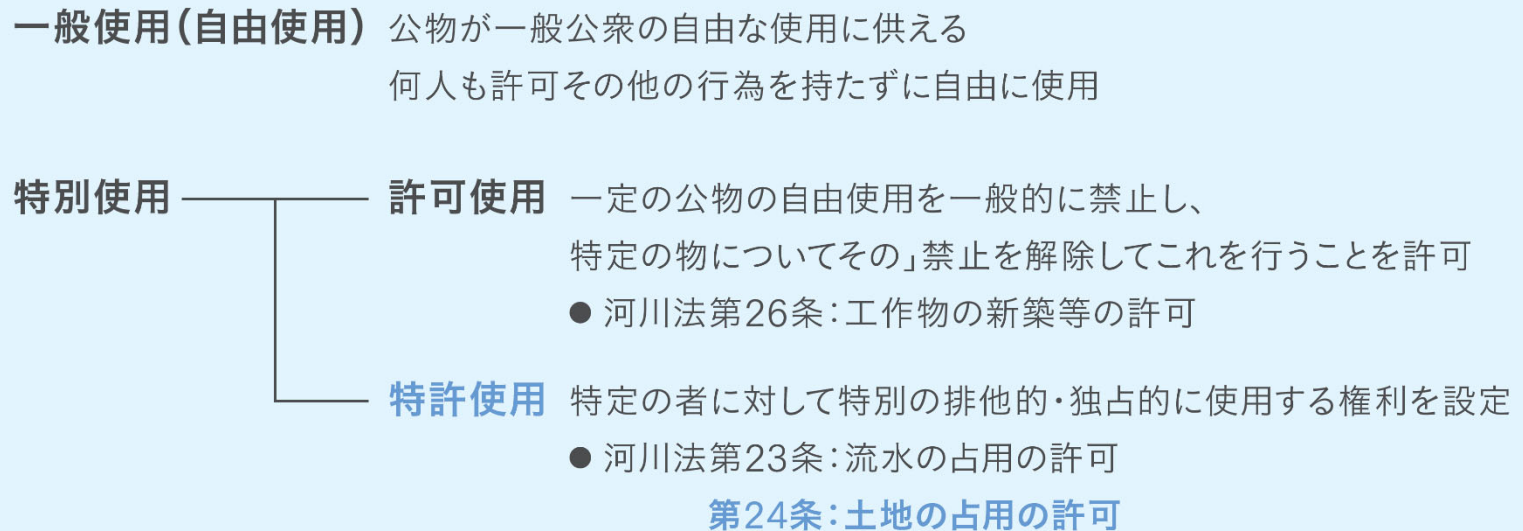 一般使用(自由使用) 公物が一般公衆の自由な使用に供える
何人も許可その他の行為を持たずに自由に使用
特別使用 許可使用 一定の公物の自由使用を一般的に禁止し、
特定の物についてその」禁止を解除してこれを行うことを許可
● 河川法第26条:工作物の新築等の許可
特許使用 特定の者に対して特別の排他的・独占的に使用する権利を設定
● 河川法第23条:流水の占用の許可
第24条:土地の占用の許可